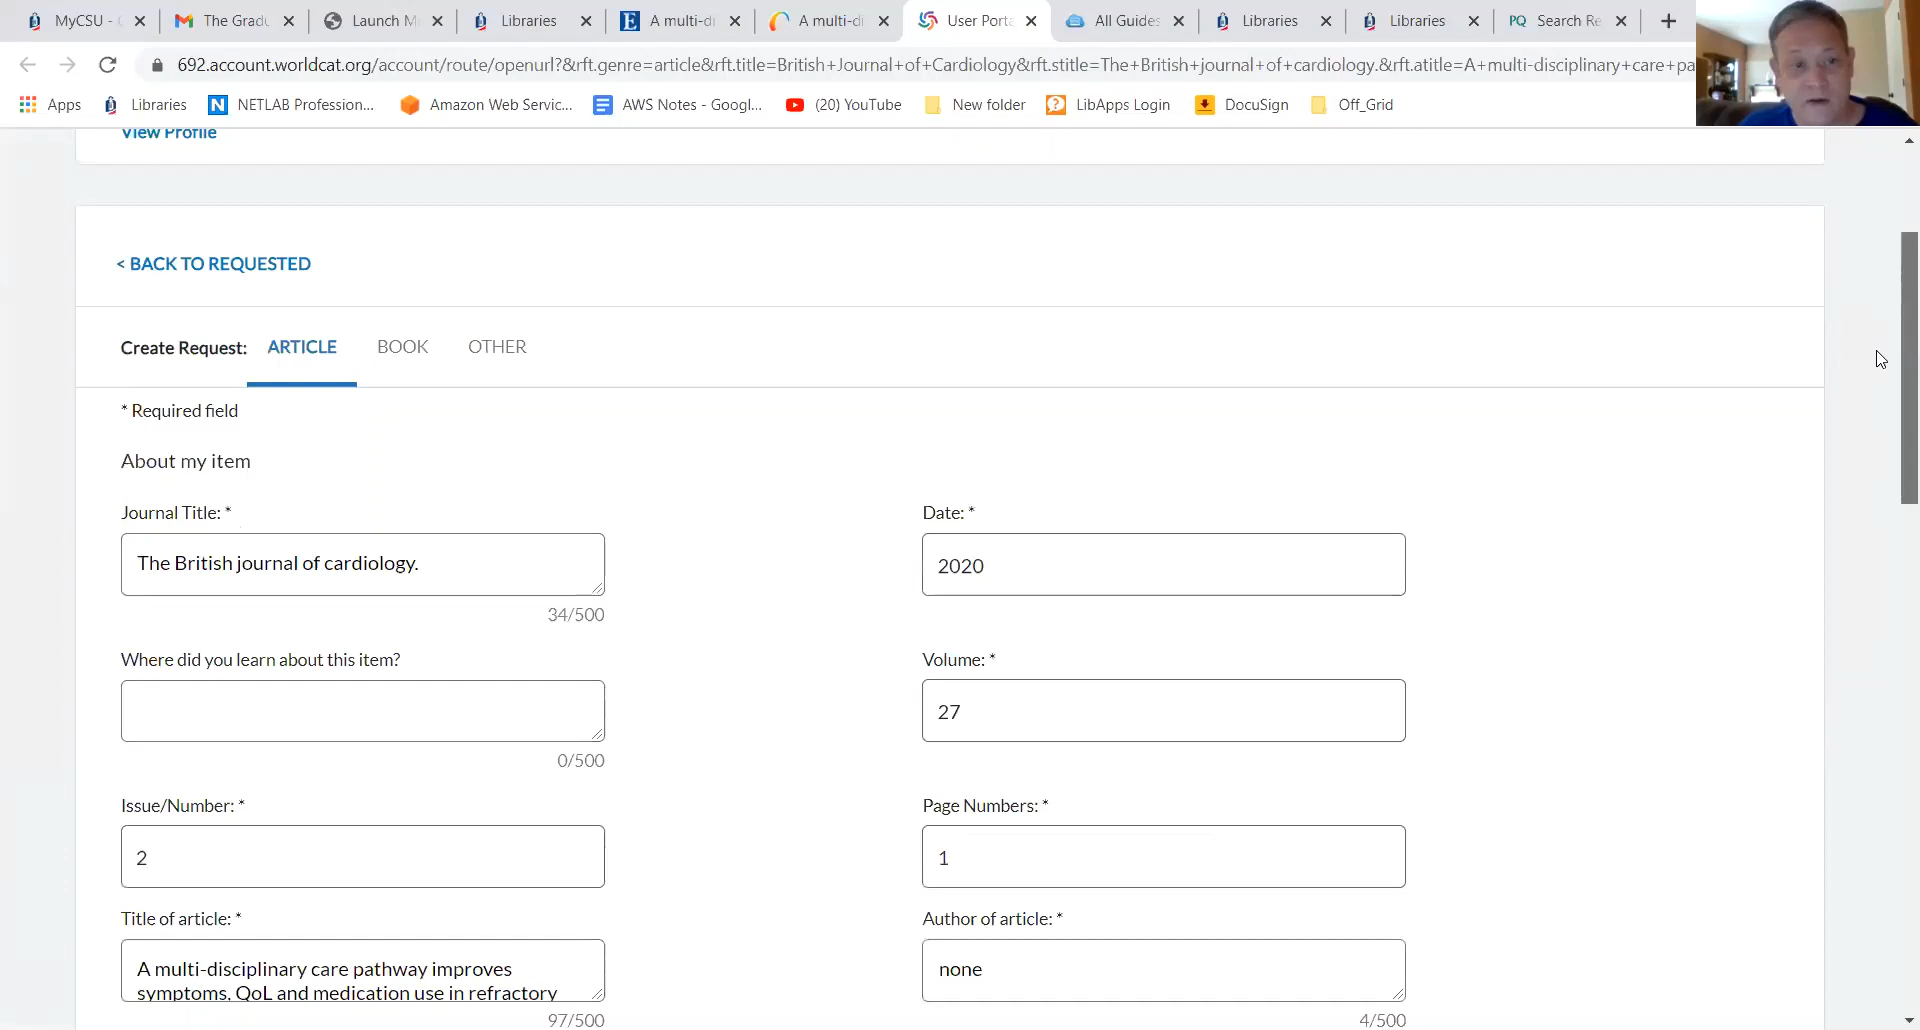 MyCSU -
The Gradu
Launch M
Libraries
A multi-di
A multi-di
User Porta
All Guides
Libraries
Libraries
PQ Search Re
692.account.worldcat.org/account/route/openurl?&rft.genre=article&rft.title=British+Journal+of+Cardiology&rft.stitle=The+British+journal+of+cardiology.&rft.atitle=A+multi-disciplinary+care+pa
Apps Libraries NETLAB Profession... Amazon Web Servic... AWS Notes - Googl... (20) YouTube New folder LibApps Login DocuSign Off_Grid
View Profile
< BACK TO REQUESTED
Create Request: ARTICLE BOOK OTHER
* Required field
About my item
Journal Title: * Date: *
The British journal of cardiology. 2020
34/500
Where did you learn about this item? Volume: *
27
0/500
Issue/Number: * Page Numbers: *
2 1
Title of article: * Author of article: *
A multi-disciplinary care pathway improves none
symptoms, QoL and medication use in refractory
97/500 4/500